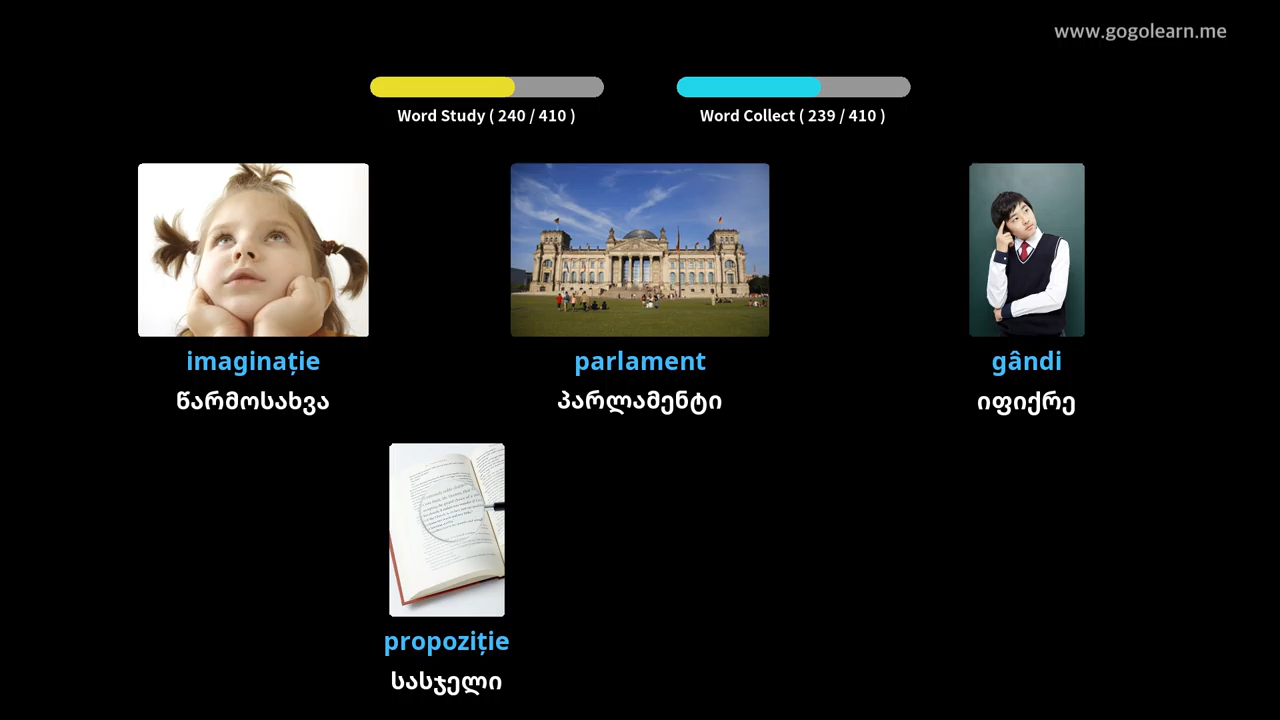 www.gogolearn.me
Word Study ( 240 / 410 )
Word Collect ( 239 / 410 )
imaginație
parlament
gândi
წარმოსახვა
პარლამენტი
იფიქრე
propoziție
სასჯელი